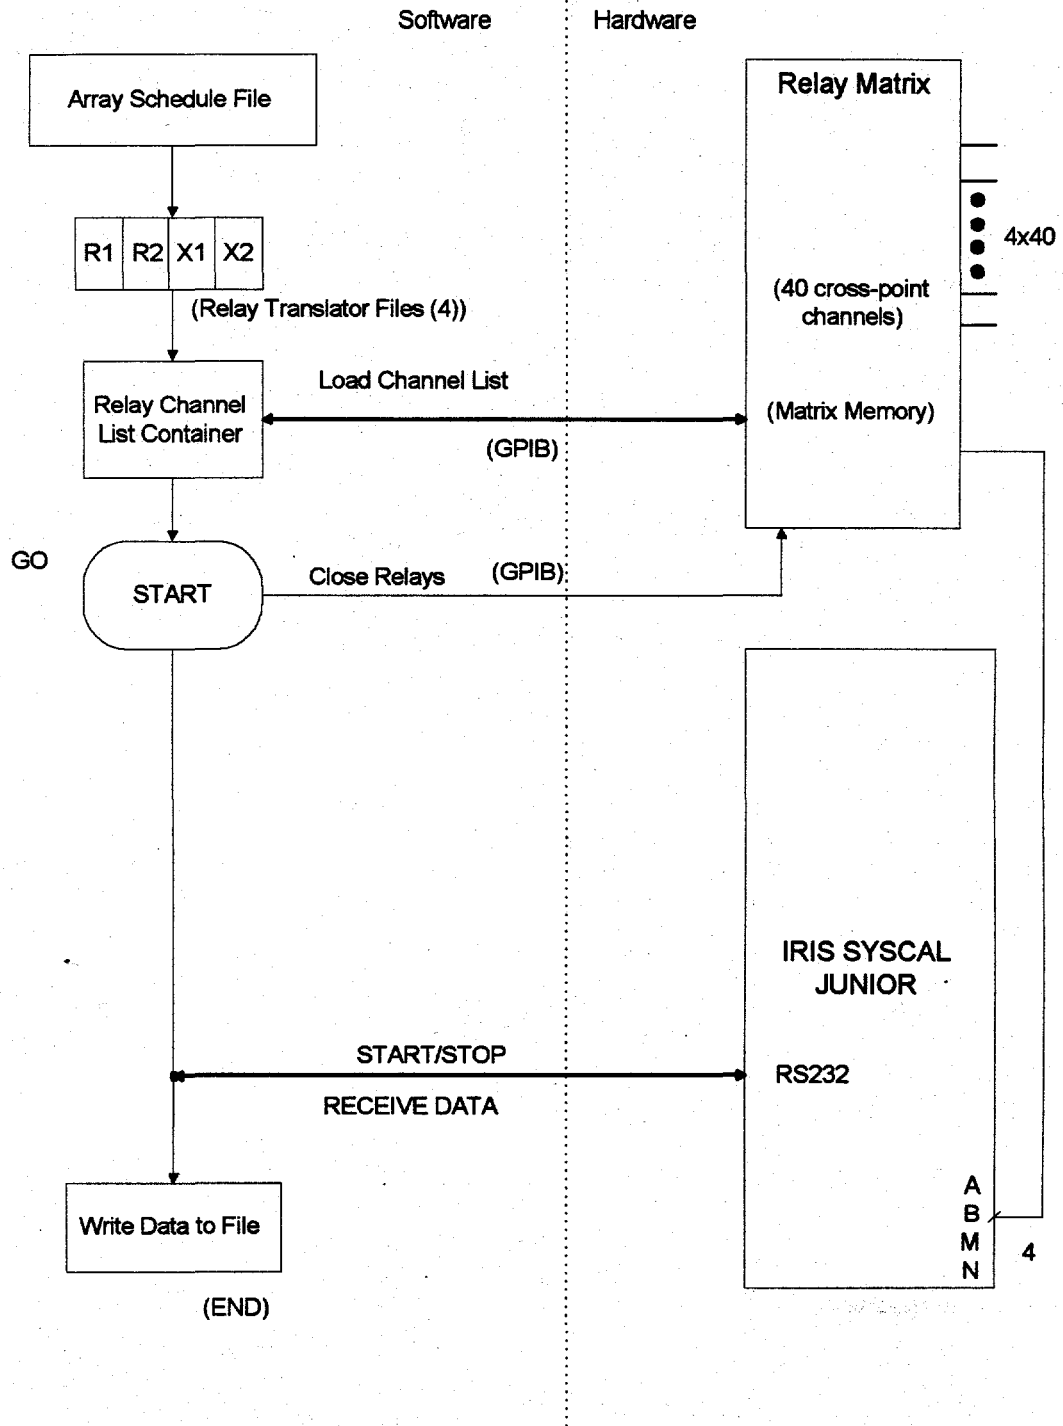 Software
Hardware
Array Schedule File
Relay Matrix
R1 R2 X1 X2
4x40
(Relay Translator Files (4))
(40 cross-point
channels)
Relay Channel
List Container
Load Channel List
(GPIB)
(Matrix Memory)
GO
START
Close Relays
(GPIB)
IRIS SYSCAL
JUNIOR
START/STOP
RECEIVE DATA
RS232
Write Data to File
(END)
A
B
M
N
4